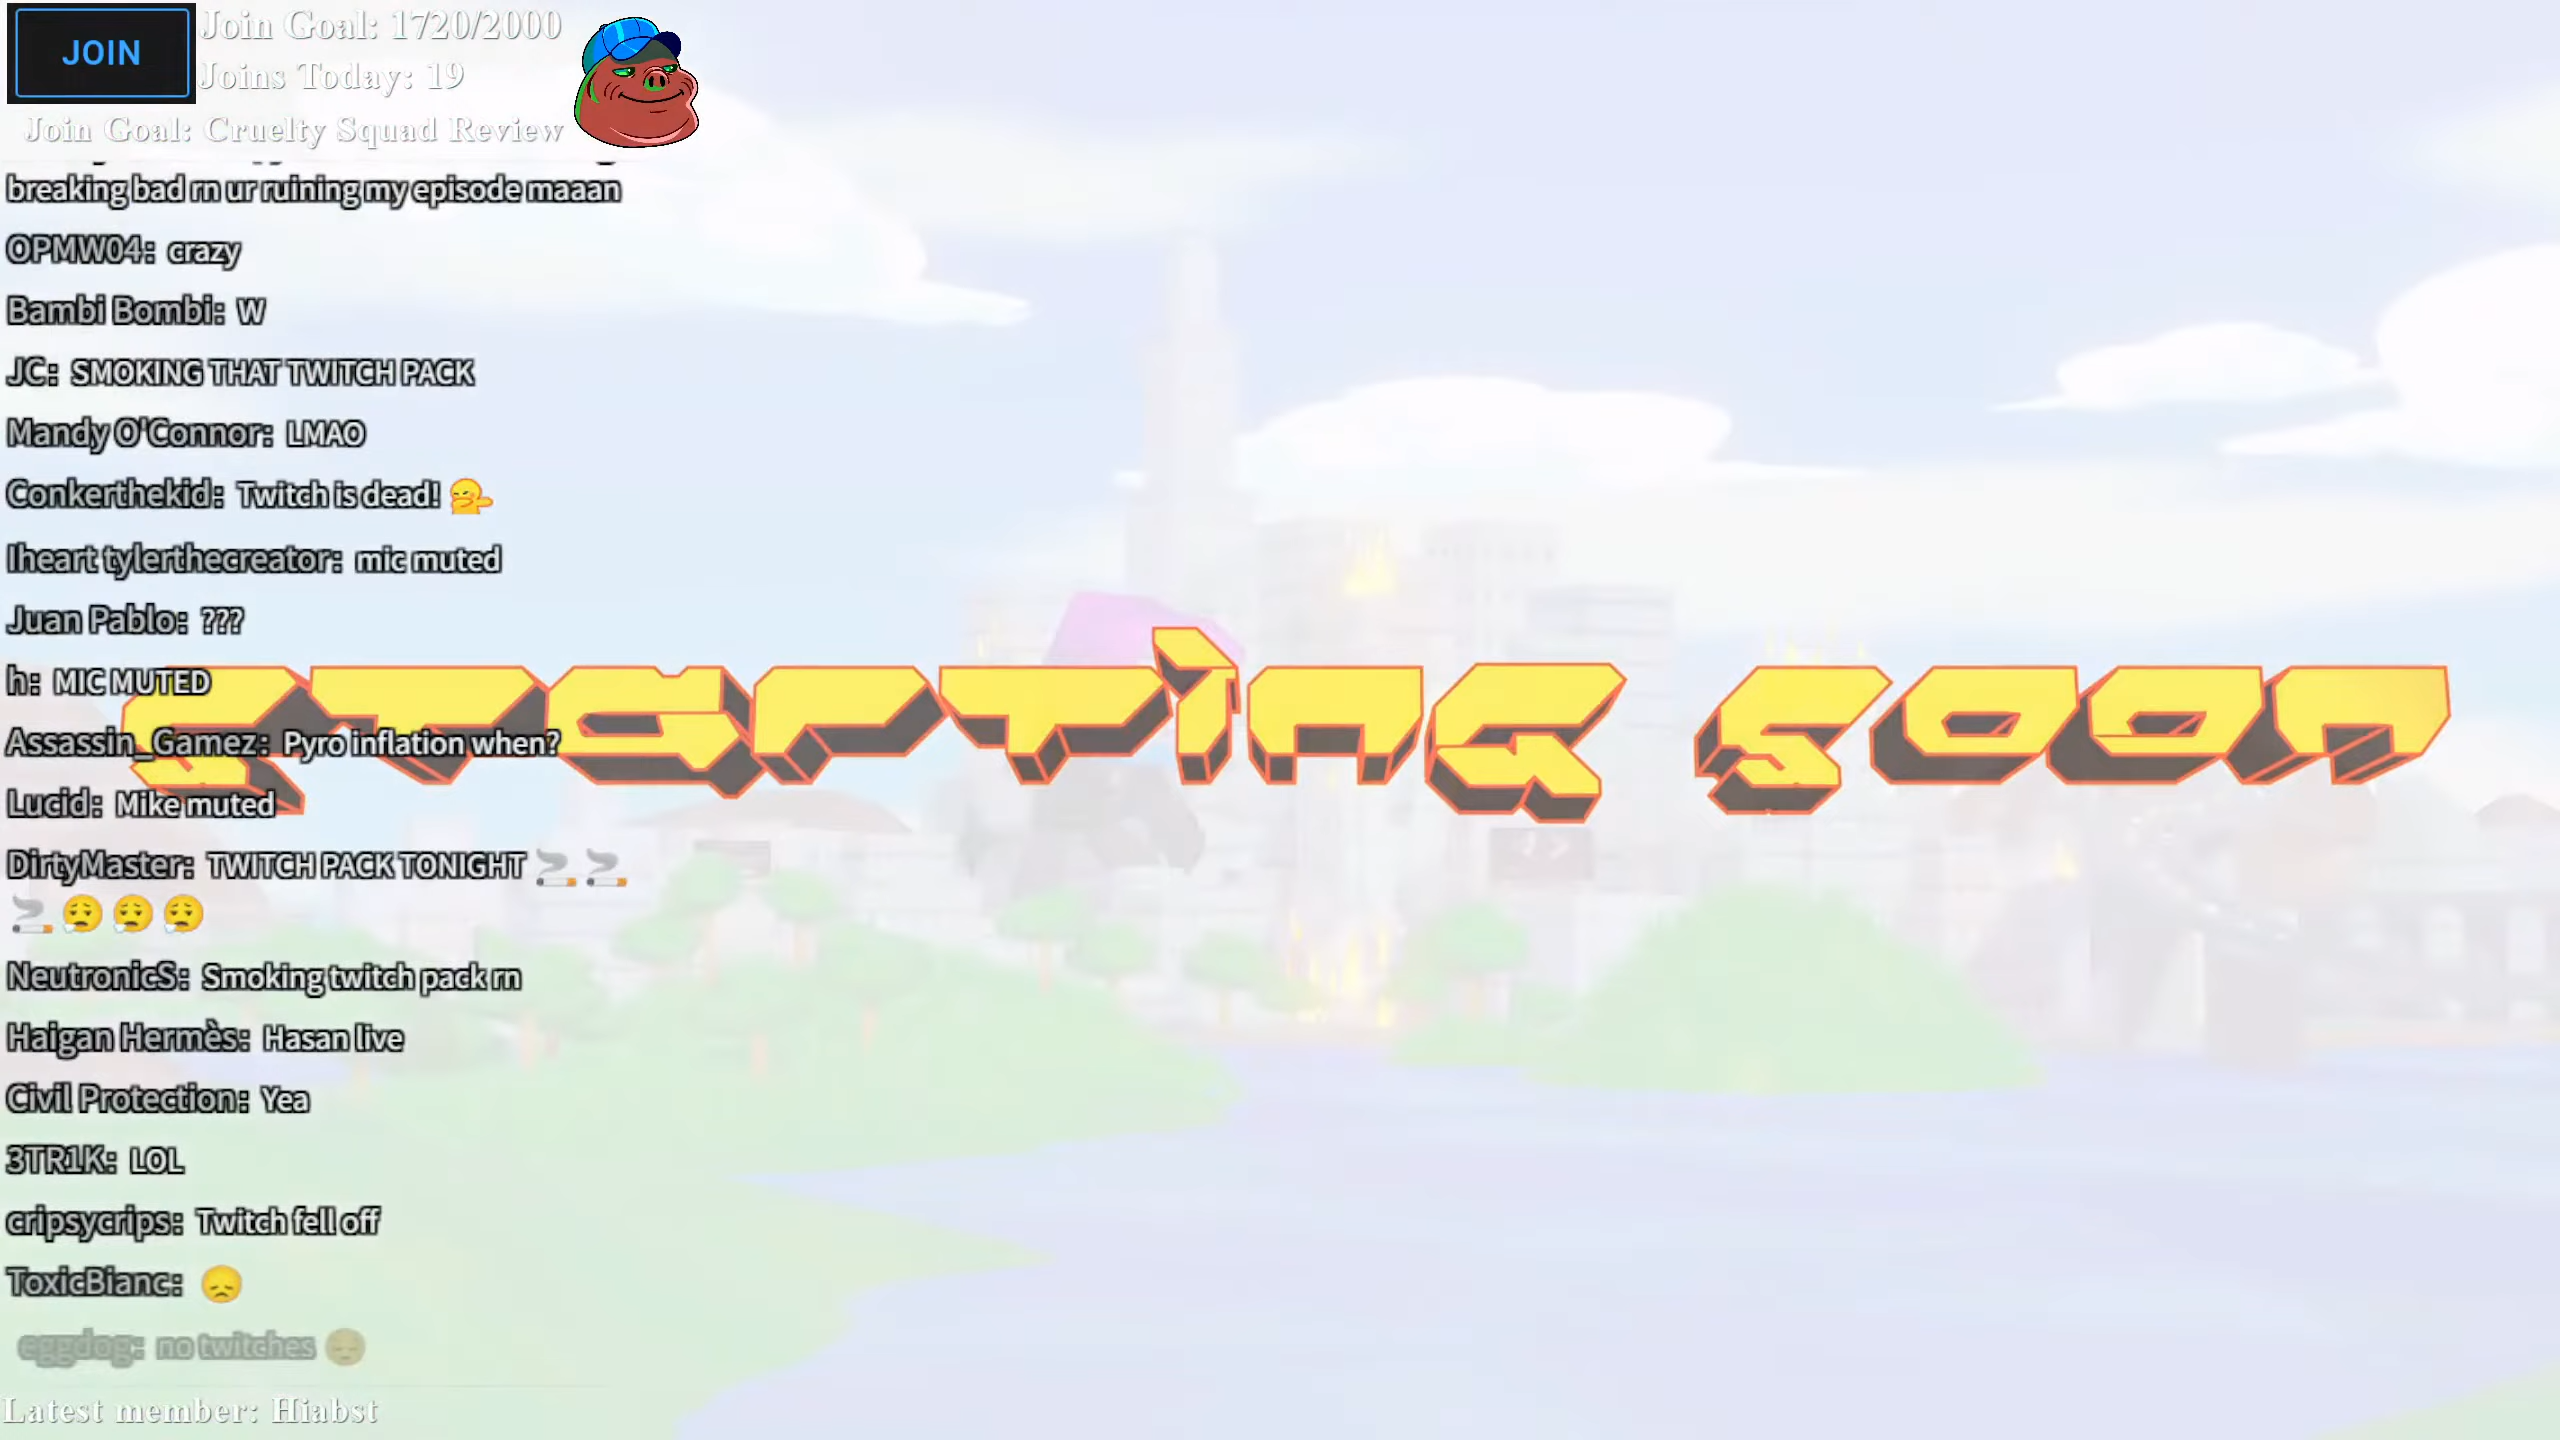 JOIN
Join Goal: 1720/2000
Joins Today: 19
Join Goal: Cruelty Squad Review
breaking bad rn ur ruining my episode maaan
OPMW04: crazy
Bambi Bombi: W
JC: SMOKING THAT TWITCH PACK
Mandy O'Connor: LMAO
Conkerthekid: Twitch is dead!
Iheart tylerthecreator: mic muted
Juan Pablo: ???
h: MIC MUTED
starting soon
Assassin_Gamez: Pyro inflation when?
Lucid: Mike muted
DirtyMaster: TWITCH PACK TONIGHT 🚬 🚬
🚬 😮‍💨 😮‍💨 😮‍💨
NeutronicS: Smoking twitch pack rn
Haigan Hermès: Hasan live
Civil Protection: Yea
3TR1K: LOL
cripsycrips: Twitch fell off
ToxicBianc: 😞
eggdog: no twitches 😔
Latest member: Hiabst